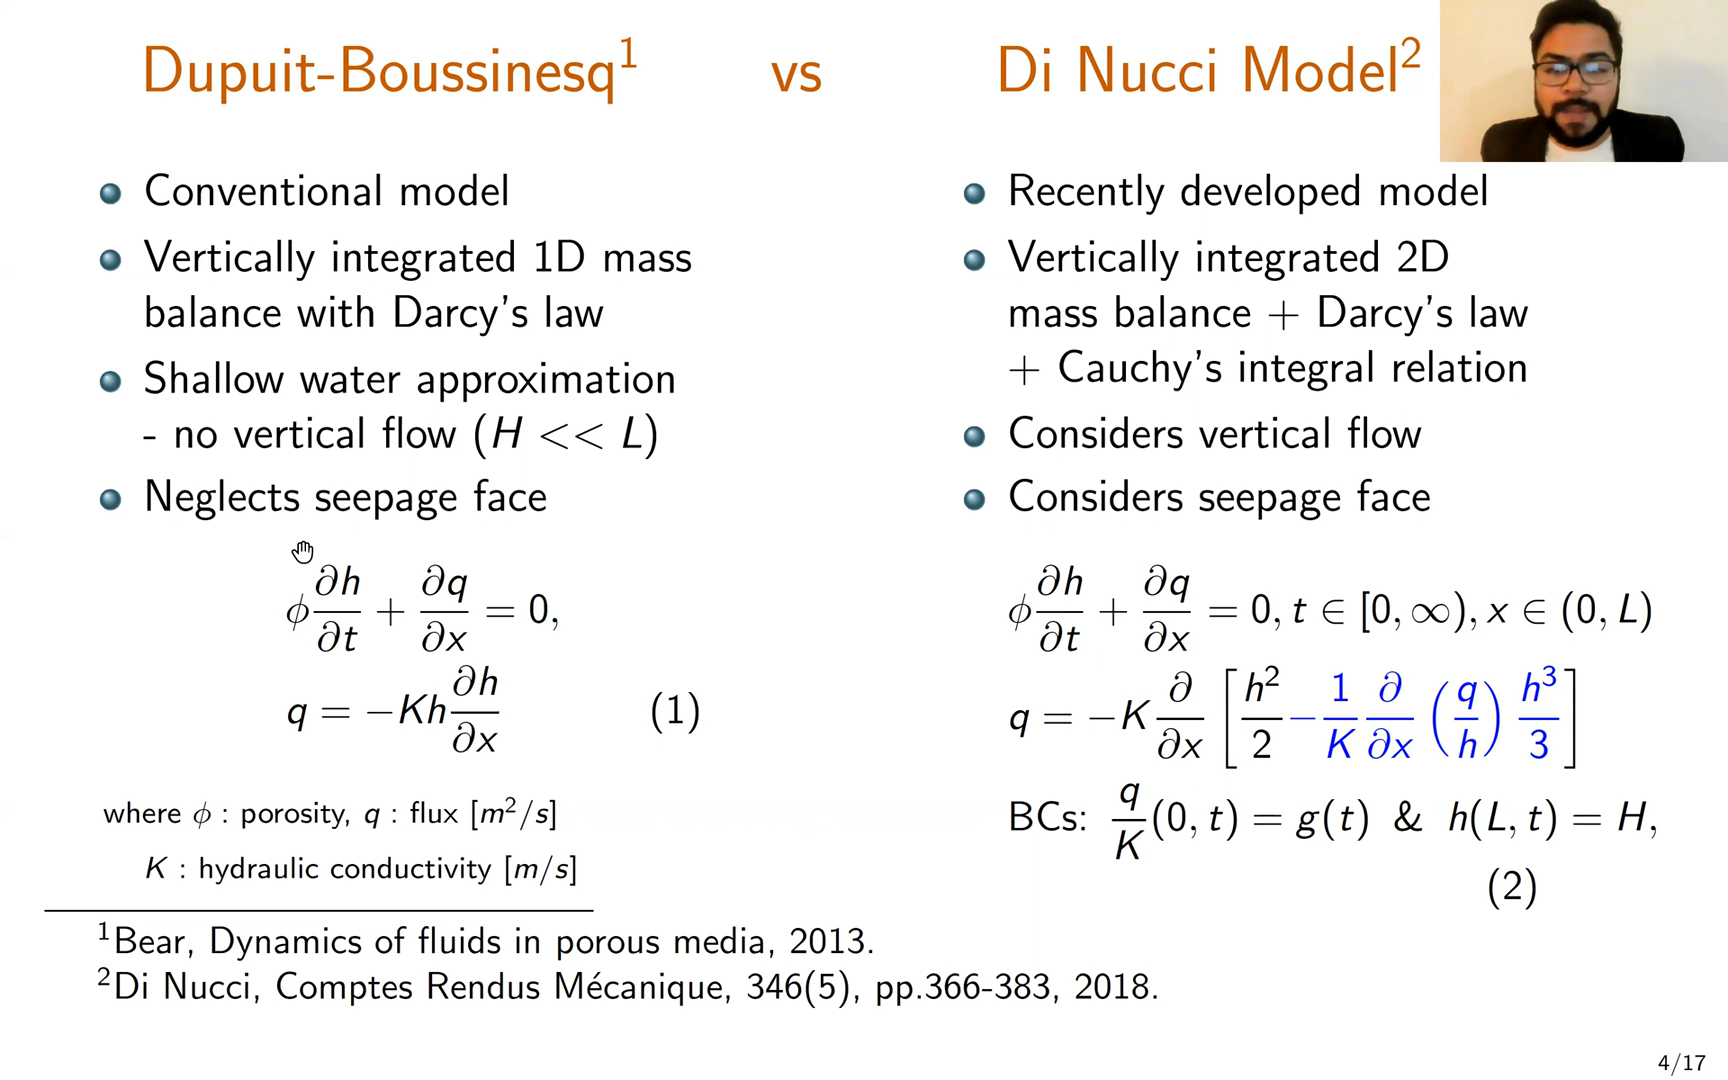 Dupuit-Boussinesq¹ vs Di Nucci Model²
Conventional model
Vertically integrated 1D mass
balance with Darcy's law
Shallow water approximation
- no vertical flow (H << L)
Neglects seepage face
ϕ ∂h/∂t + ∂q/∂x = 0,
q = −Kh ∂h/∂x (1)
where ϕ : porosity, q : flux [m²/s]
K : hydraulic conductivity [m/s]
Recently developed model
Vertically integrated 2D
mass balance + Darcy's law
+ Cauchy's integral relation
Considers vertical flow
Considers seepage face
ϕ ∂h/∂t + ∂q/∂x = 0, t ∈ [0, ∞), x ∈ (0, L)
q = −K ∂/∂x [h²/2 − 1/K ∂/∂x (q/h) h³/3]
BCs: q/K (0, t) = g(t) & h(L, t) = H,
(2)
¹Bear, Dynamics of fluids in porous media, 2013.
²Di Nucci, Comptes Rendus Mécanique, 346(5), pp.366-383, 2018.
4/17